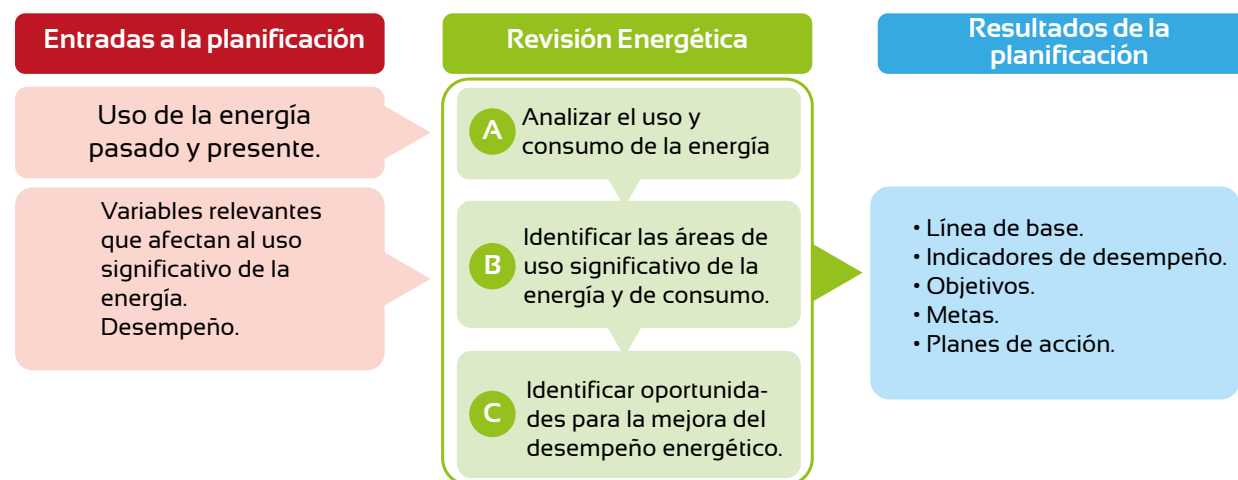 Entradas a la planificación
Uso de la energía
pasado y presente.
Variables relevantes
que afectan al uso
significativo de la
energía.
Desempeño.
Revisión Energética
A
Analizar el uso y
consumo de la energía
B
Identificar las áreas de
uso significativo de la
energía y de consumo.
C
Identificar oportunida-
des para la mejora del
desempeño energético.
Resultados de la
planificación
• Línea de base.
• Indicadores de desempeño.
• Objetivos.
• Metas.
• Planes de acción.